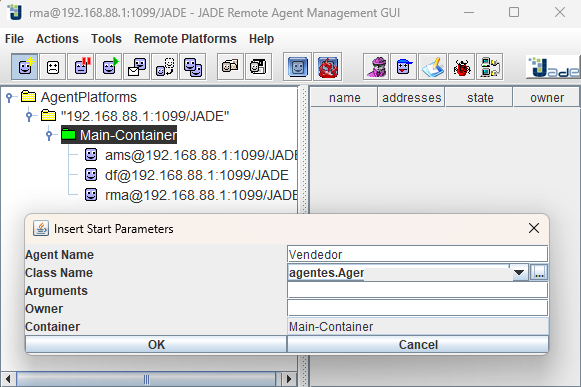 rma@192.168.88.1:1099/JADE - JADE Remote Agent Management GUI
File Actions Tools Remote Platforms Help
Jade
AgentPlatforms
"192.168.88.1:1099/JADE"
Main-Container
ams@192.168.88.1:1099/JADE
df@192.168.88.1:1099/JADE
rma@192.168.88.1:1099/JADE
name addresses state owner
Insert Start Parameters
Agent Name Vendedor
Class Name agentes.Ager ...
Arguments
Owner
Container Main-Container
OK Cancel